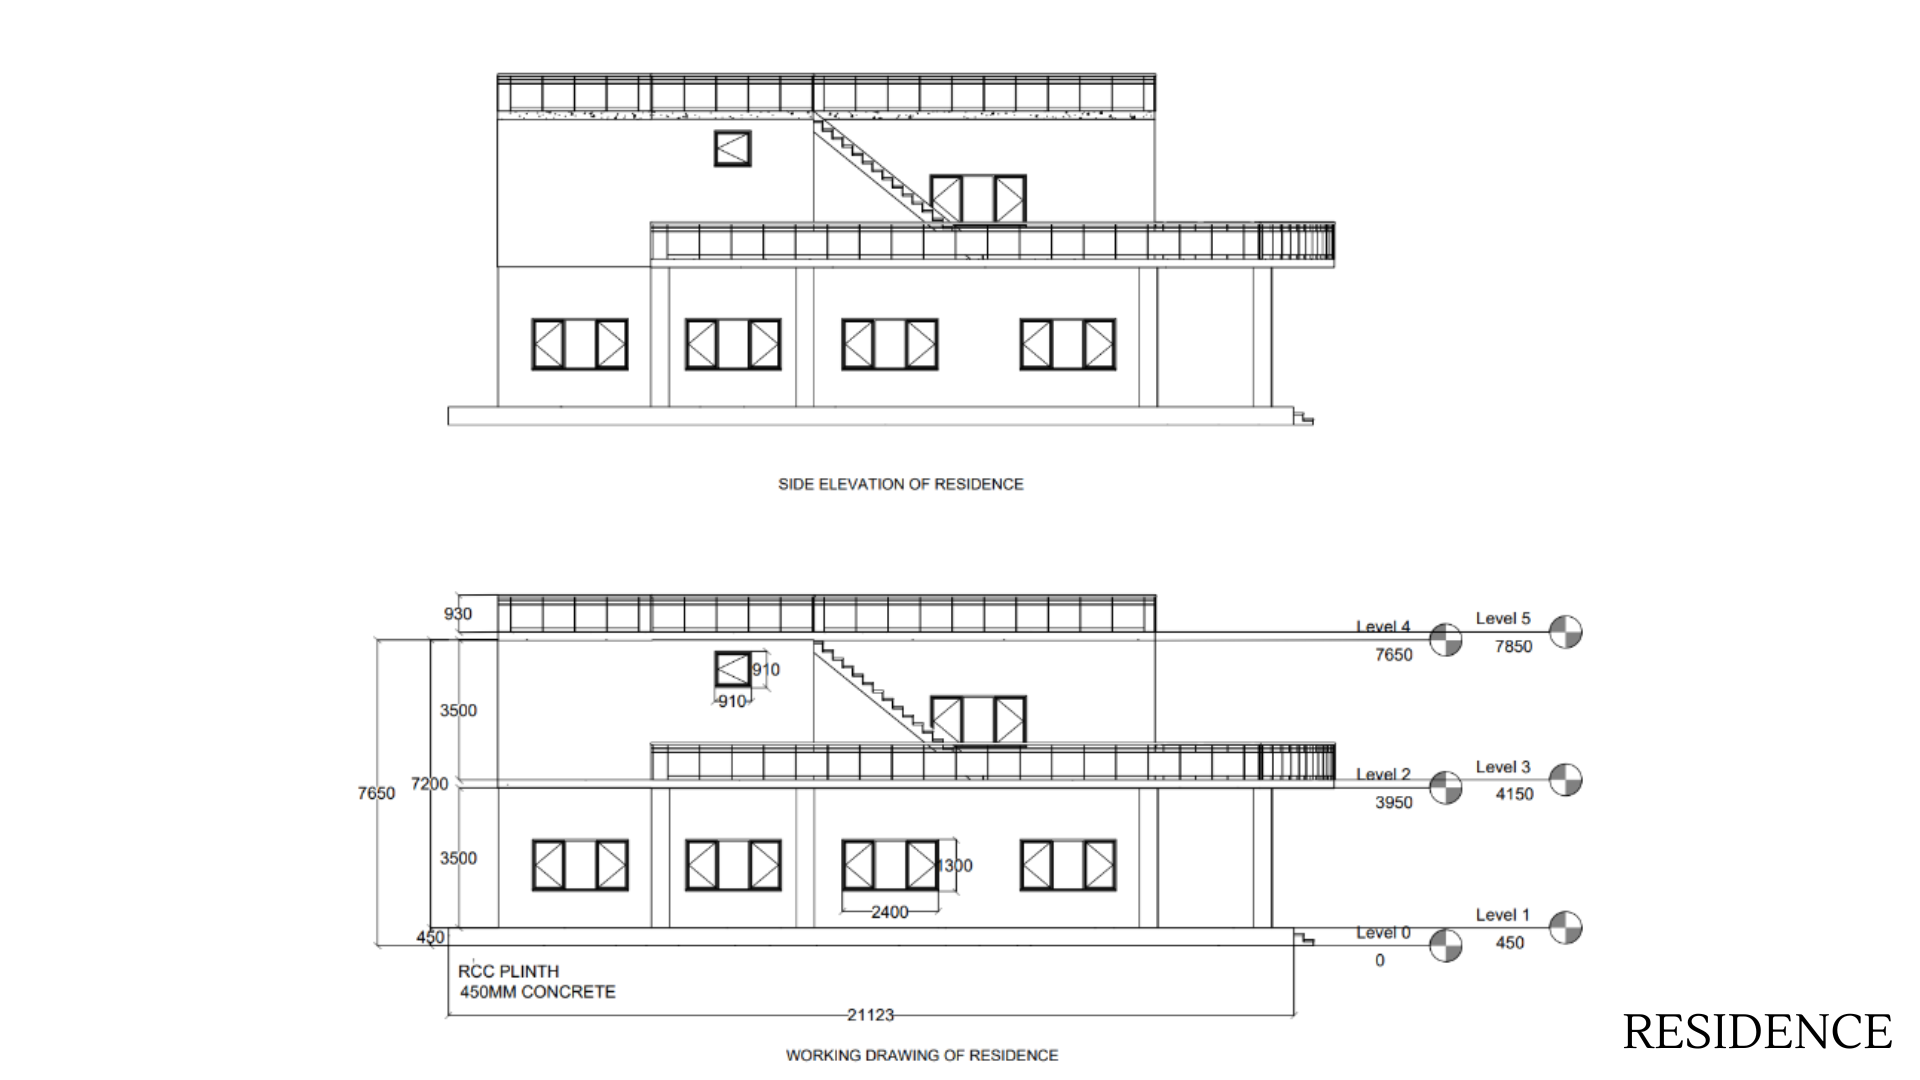 SIDE ELEVATION OF RESIDENCE
930
Level 4
Level 5
7650
7850
910
910
3500
7200
7650
Level 2
Level 3
3950
4150
3500
1300
2400
450
Level 0
Level 1
0
450
RCC PLINTH
450MM CONCRETE
21123
WORKING DRAWING OF RESIDENCE
RESIDENCE